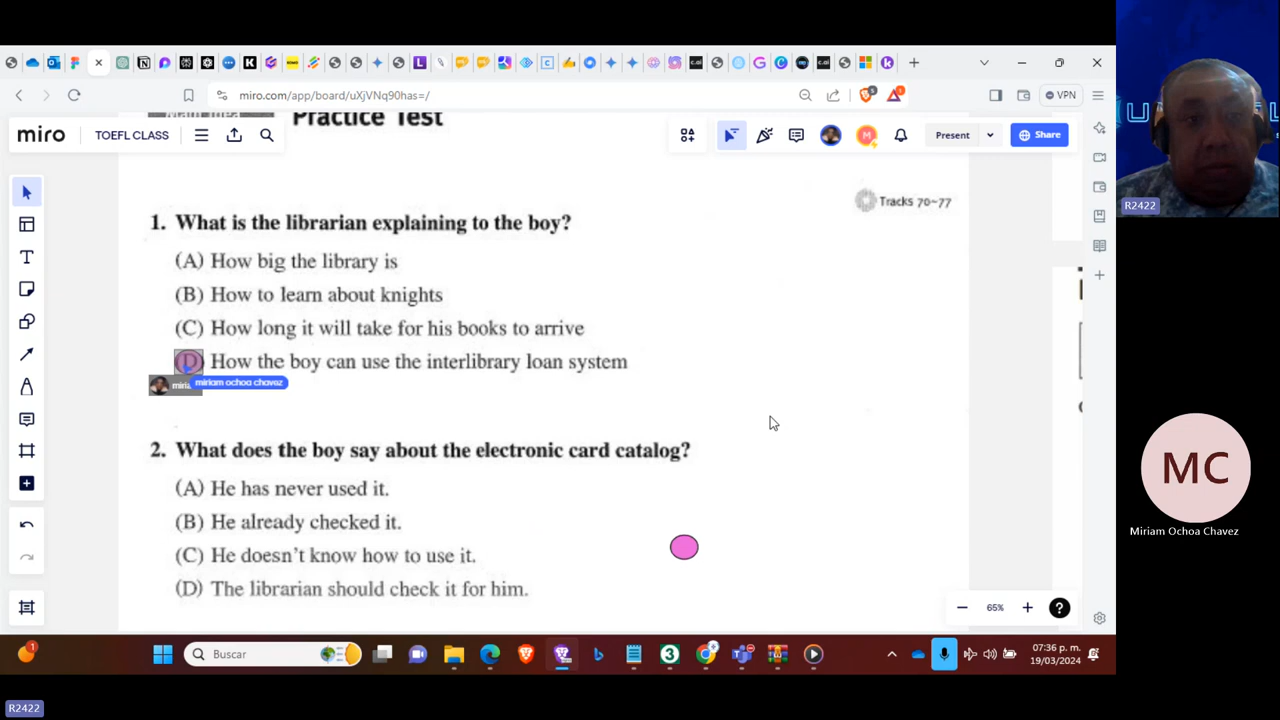 miro.com/app/board/uXjVNq90has=/
VPN
Main Idea
Practice Test
miro
TOEFL CLASS
M
Present
Share
Tracks 70~77
1. What is the librarian explaining to the boy?
(A) How big the library is
(B) How to learn about knights
(C) How long it will take for his books to arrive
(D) How the boy can use the interlibrary loan system
miria
miriam ochoa chavez
2. What does the boy say about the electronic card catalog?
(A) He has never used it.
(B) He already checked it.
(C) He doesn't know how to use it.
(D) The librarian should check it for him.
65%
Buscar
07:36 p. m.
19/03/2024
R2422
MC
Miriam Ochoa Chavez
R2422